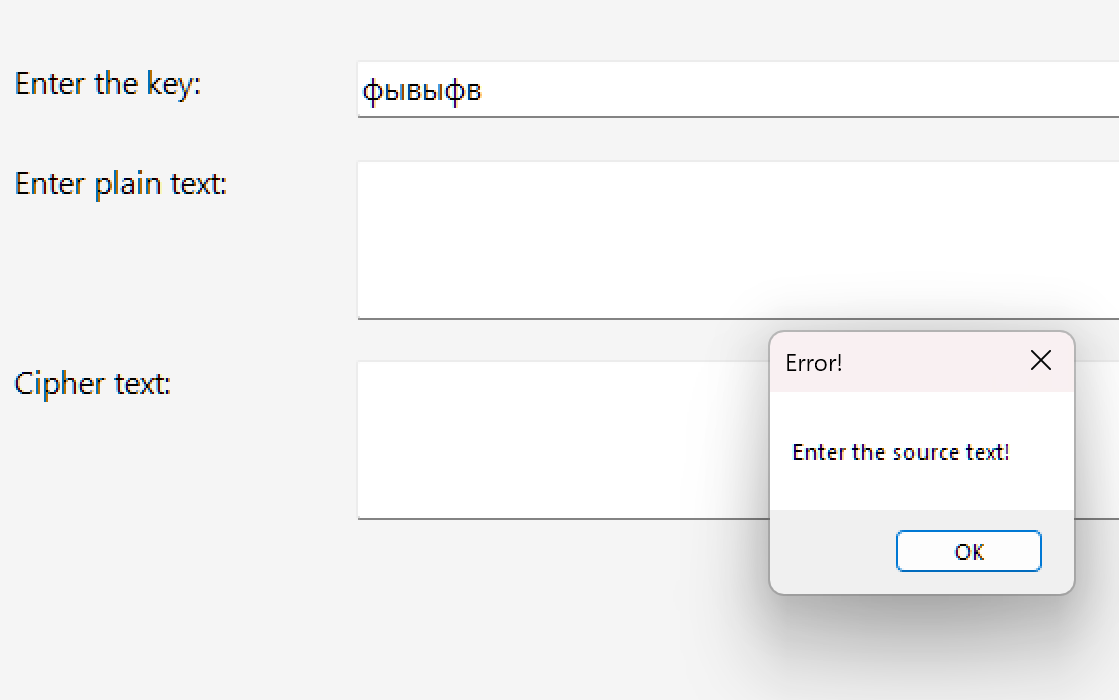 Enter the key:
фывыфв
Enter plain text:
Cipher text:
Error!
Enter the source text!
OK